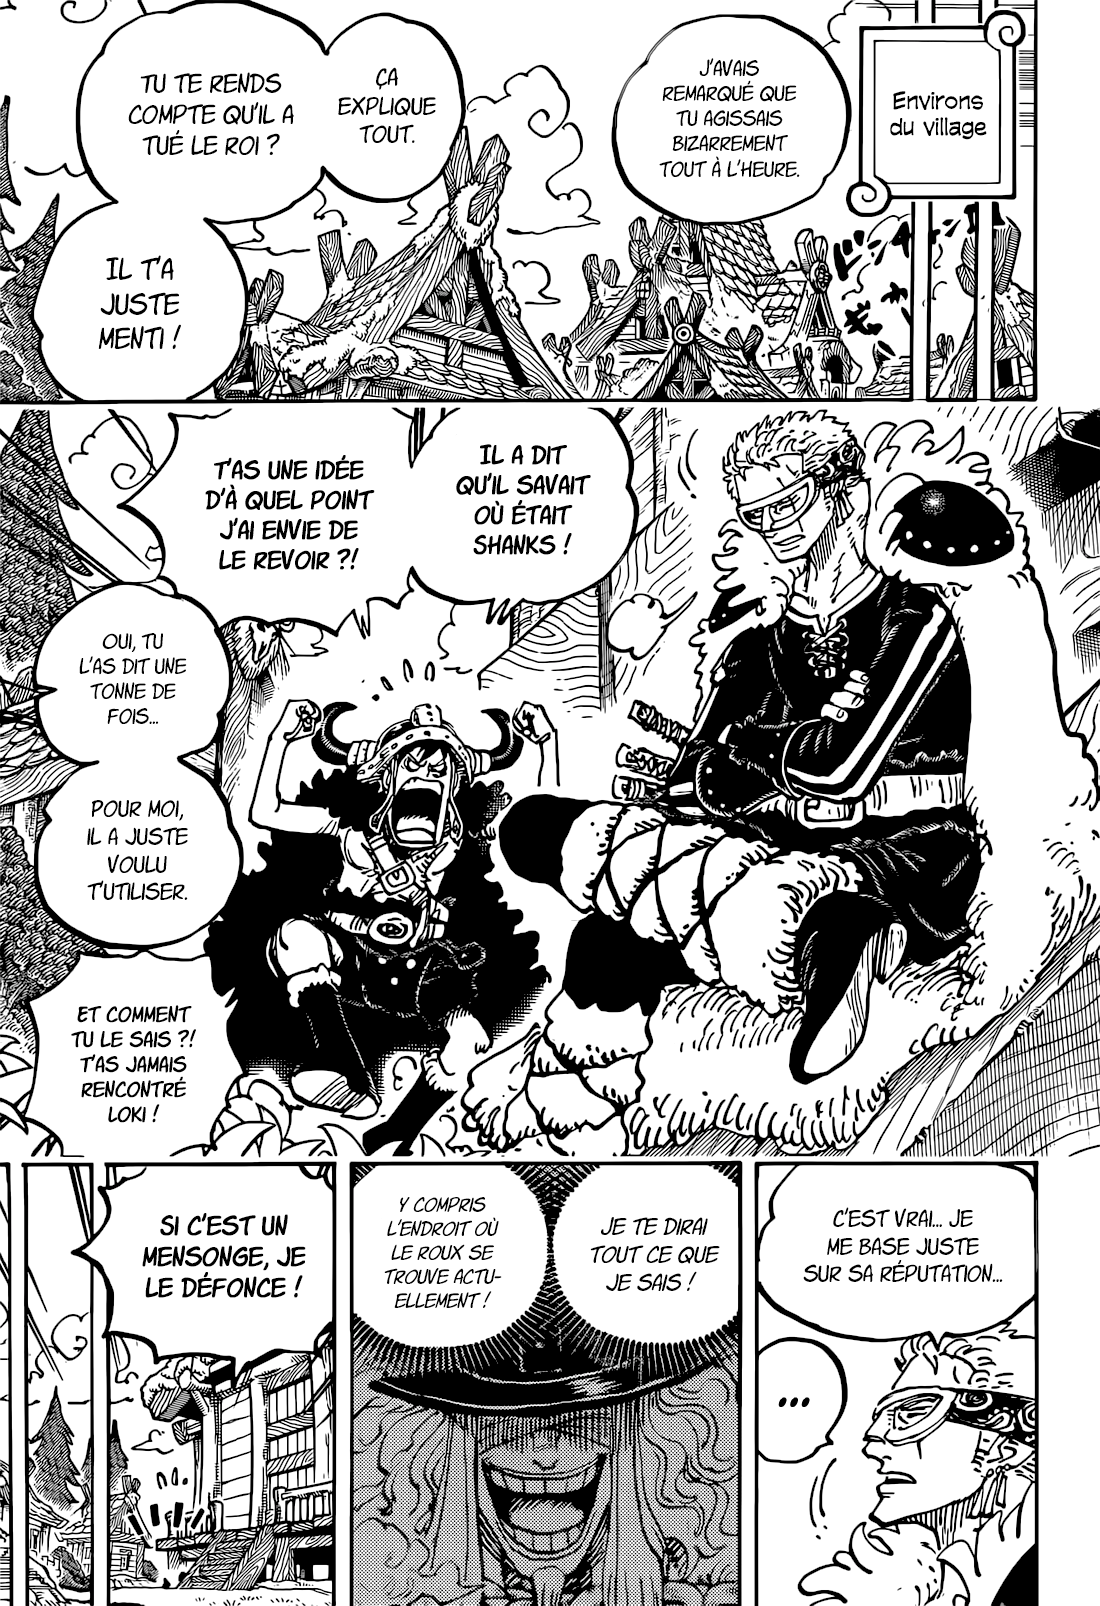 Environs
du village
J'AVAIS
REMARQUÉ QUE
TU AGISSAIS
BIZARREMENT
TOUT À L'HEURE.
ÇA
EXPLIQUE
TOUT.
TU TE RENDS
COMPTE QU'IL A
TUÉ LE ROI ?
IL T'A
JUSTE
MENTI !
IL A DIT
QU'IL SAVAIT
OÙ ÉTAIT
SHANKS !
T'AS UNE IDÉE
D'À QUEL POINT
J'AI ENVIE DE
LE REVOIR ?!
OUI, TU
L'AS DIT UNE
TONNE DE
FOIS...
POUR MOI,
IL A JUSTE
VOULU
T'UTILISER.
ET COMMENT
TU LE SAIS ?!
T'AS JAMAIS
RENCONTRÉ
LOKI !
C'EST VRAI... JE
ME BASE JUSTE
SUR SA RÉPUTATION...
...
JE TE DIRAI
TOUT CE QUE
JE SAIS !
Y COMPRIS
L'ENDROIT OÙ
LE ROUX SE
TROUVE ACTU-
ELLEMENT !
SI C'EST UN
MENSONGE, JE
LE DÉFONCE !